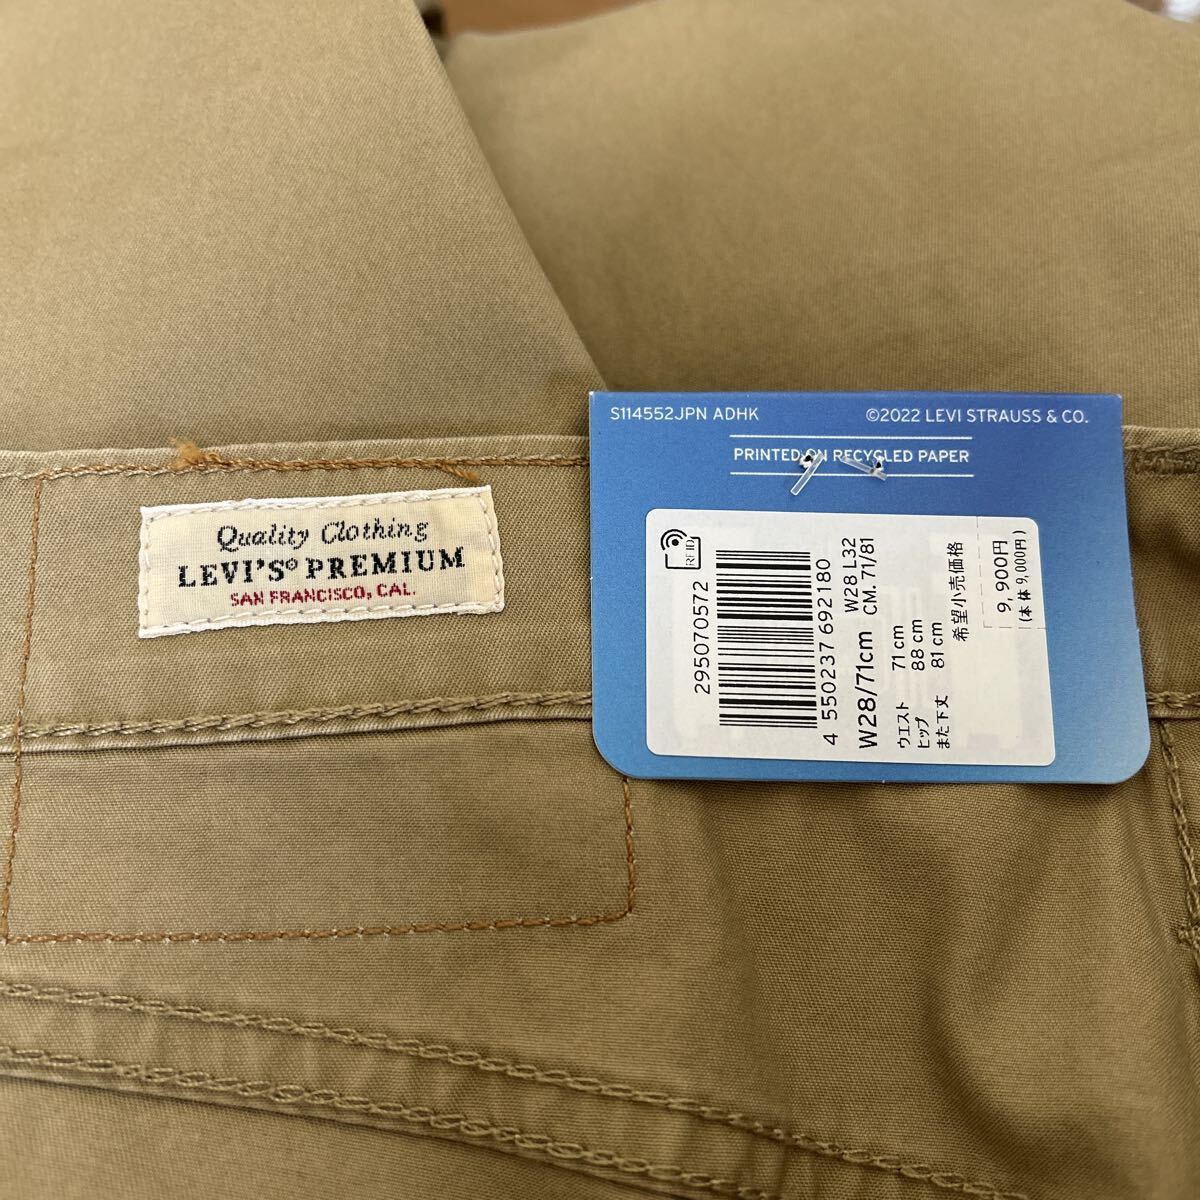 Quality Clothing
LEVI'S® PREMIUM
SAN FRANCISCO, CAL.
S114552JPN ADHK
©2022 LEVI STRAUSS & CO.
PRINTED ON RECYCLED PAPER
RFID
295070572
4 550237 692180
W28 L32
W28/71cm CM. 71/81
ウエスト 71 cm
ヒップ 88 cm
また下丈 81 cm
希望小売価格
9,900円
(本体 9,000円)